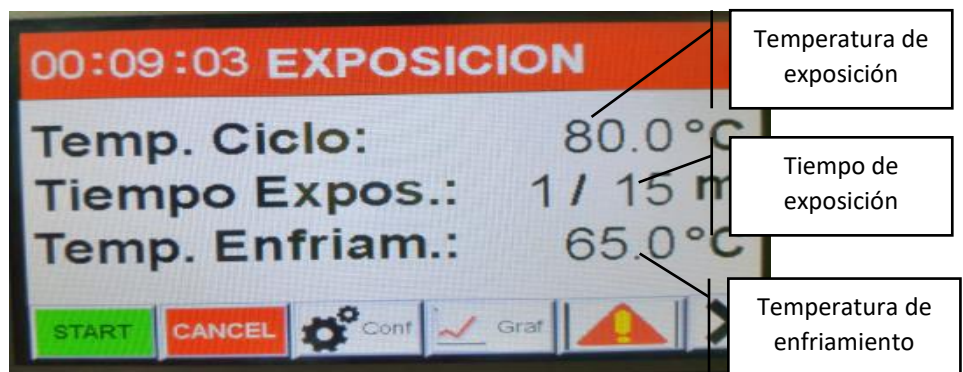 00:09:03 EXPOSICION
Temp. Ciclo: 80.0 °C
Tiempo Expos.: 1 / 15 m
Temp. Enfriam.: 65.0 °C
START CANCEL Conf Graf
Temperatura de
exposición
Tiempo de
exposición
Temperatura de
enfriamiento